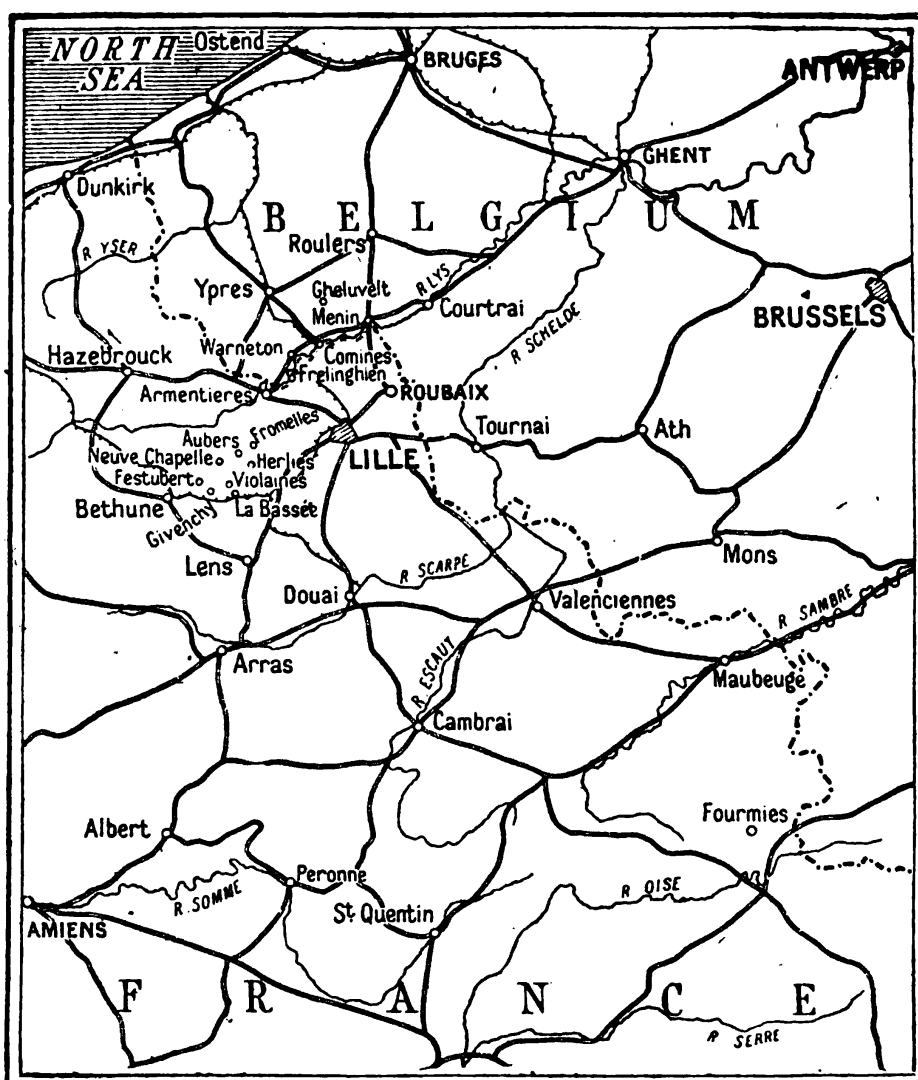 NORTH
SEA
Ostend
BRUGES
ANTWERP
GHENT
Dunkirk
BELGIUM
R YSER
Roulers
Ypres
Gheluvelt
R LYS
Menin
Courtrai
BRUSSELS
R SCHELDE
Warneton
Comines
Hazebrouck
Frelinghien
Armentieres
ROUBAIX
Fromelles
Aubers
Tournai
Ath
Neuve Chapelle
Herlies
LILLE
Festubert
Violaines
Bethune
Givenchy
La Bassée
Lens
Mons
R SCARPE
Douai
Valenciennes
R SAMBRE
Arras
R ESCAUT
Maubeuge
Cambrai
Albert
Fourmies
Peronne
R. SOMME
R OISE
St. Quentin
AMIENS
FRANCE
R SERRE